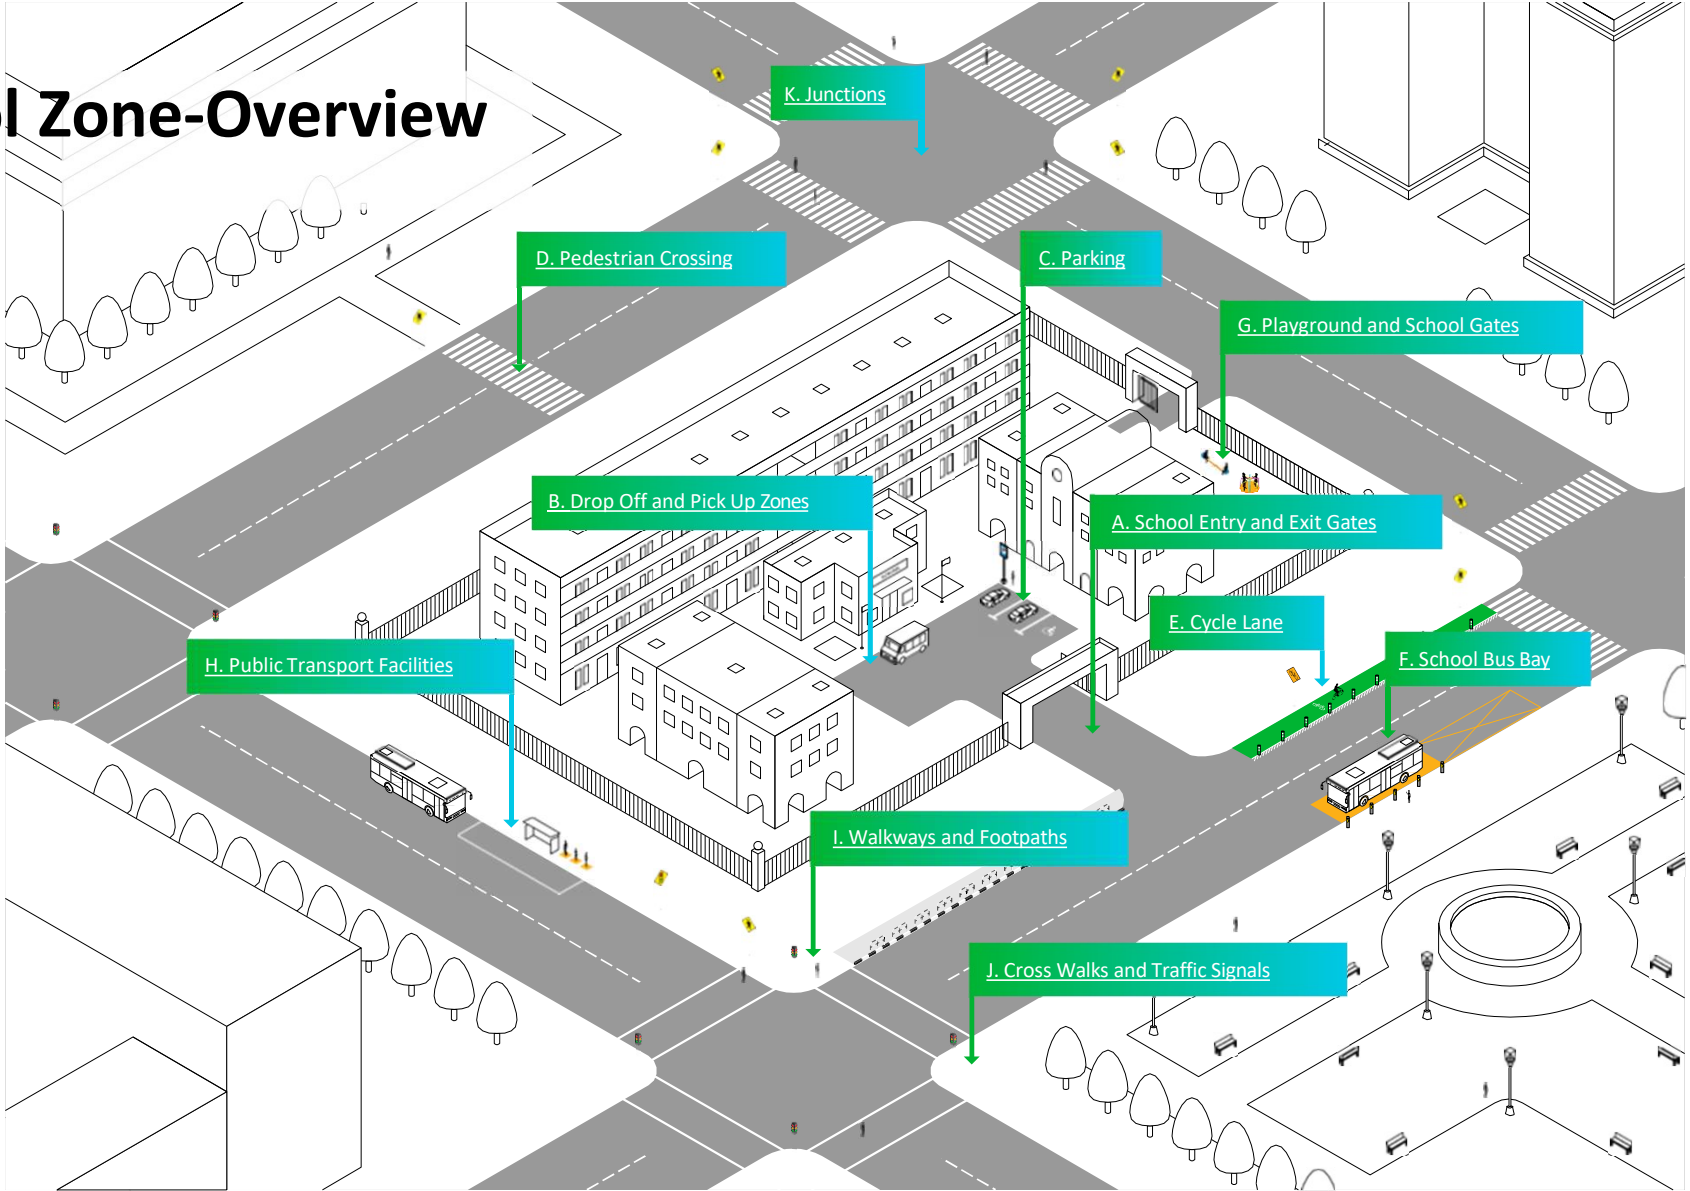 l Zone-Overview
K. Junctions
D. Pedestrian Crossing
C. Parking
G. Playground and School Gates
B. Drop Off and Pick Up Zones
A. School Entry and Exit Gates
E. Cycle Lane
H. Public Transport Facilities
F. School Bus Bay
I. Walkways and Footpaths
J. Cross Walks and Traffic Signals